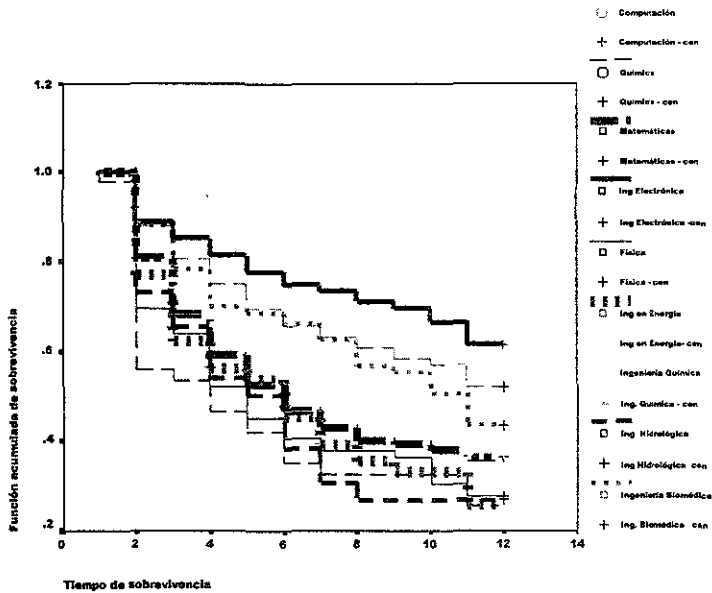 Computación
Computación - cen
Química
Química - cen
Matemáticas
Matemáticas - cen
Ing Electrónica
Ing Electrónica -cen
Física
Física - cen
Ing en Energía
Ing en Energía- cen
Ingeniería Química
Ing. Química - cen
Ing. Hidrológica
Ing Hidrológica -cen
Ingeniería Biomédica
Ing. Biomédica - cen
1.2
1.0
.8
.6
.4
.2
0 2 4 6 8 10 12 14
Función acumulada de sobrevivencia
Tiempo de sobrevivencia